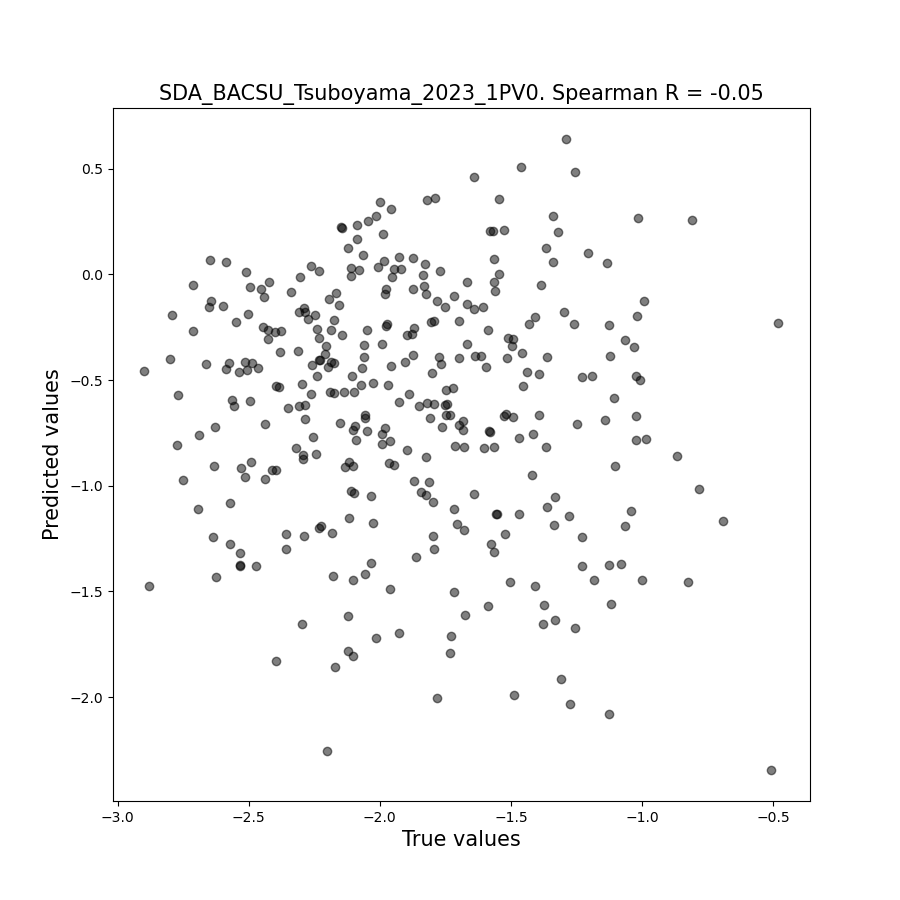 SDA_BACSU_Tsuboyama_2023_1PV0. Spearman R = -0.05
0.5
0.0
−0.5
−1.0
−1.5
−2.0
Predicted values
−3.0 −2.5 −2.0 −1.5 −1.0 −0.5
True values